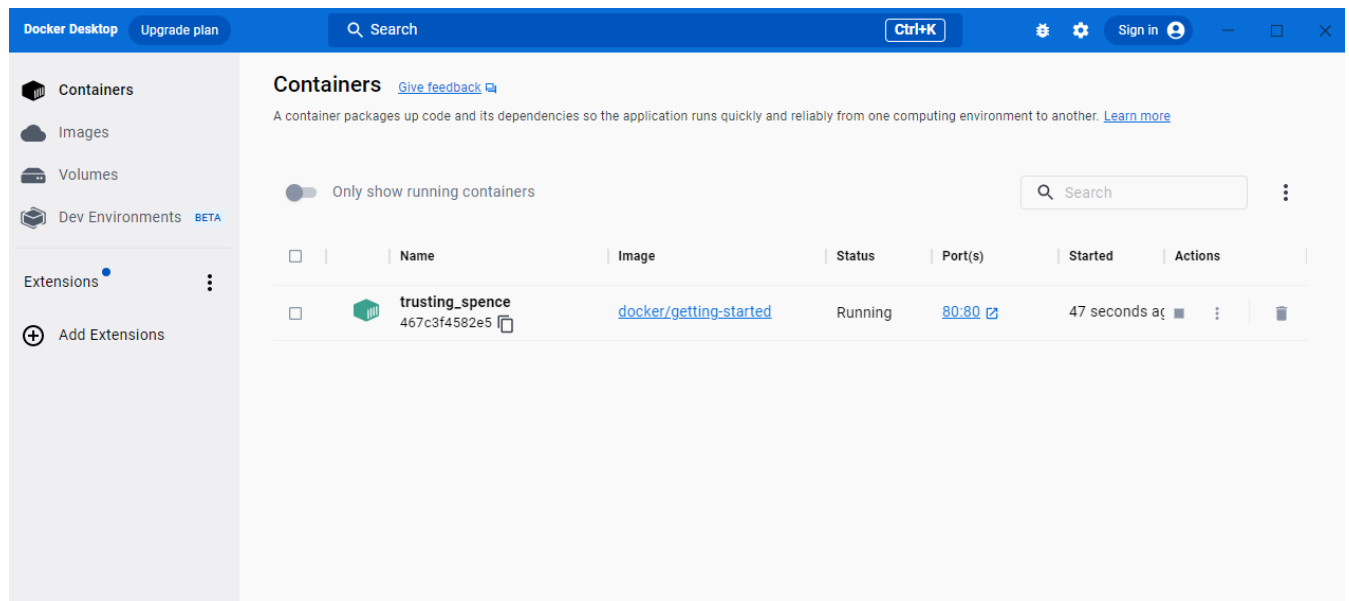 Docker Desktop Upgrade plan Search Ctrl+K Sign in
Containers
Images
Volumes
Dev Environments BETA
Extensions
Add Extensions
Containers Give feedback
A container packages up code and its dependencies so the application runs quickly and reliably from one computing environment to another. Learn more
Only show running containers Search
Name Image Status Port(s) Started Actions
trusting_spence docker/getting-started Running 80:80 47 seconds
467c3f4582e5